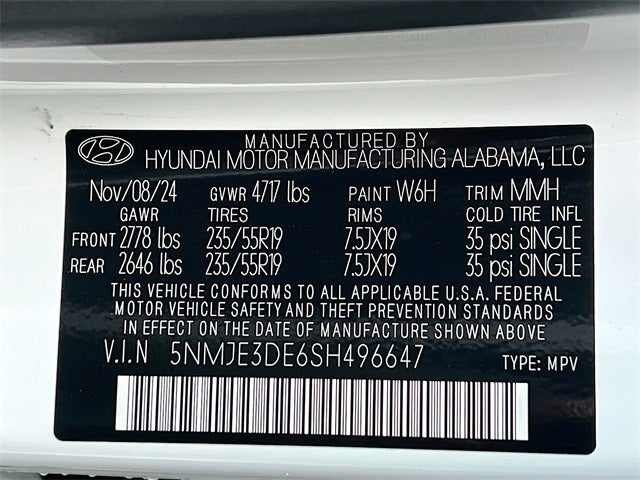 MANUFACTURED BY
HYUNDAI MOTOR MANUFACTURING ALABAMA, LLC
Nov/08/24 GVWR 4717 lbs PAINT W6H TRIM MMH
GAWR TIRES RIMS COLD TIRE INFL
FRONT 2778 lbs 235/55R19 7.5JX19 35 psi SINGLE
REAR 2646 lbs 235/55R19 7.5JX19 35 psi SINGLE
THIS VEHICLE CONFORMS TO ALL APPLICABLE U.S.A. FEDERAL
MOTOR VEHICLE SAFETY AND THEFT PREVENTION STANDARDS
IN EFFECT ON THE DATE OF MANUFACTURE SHOWN ABOVE.
V.I.N 5NMJE3DE6SH496647 TYPE: MPV